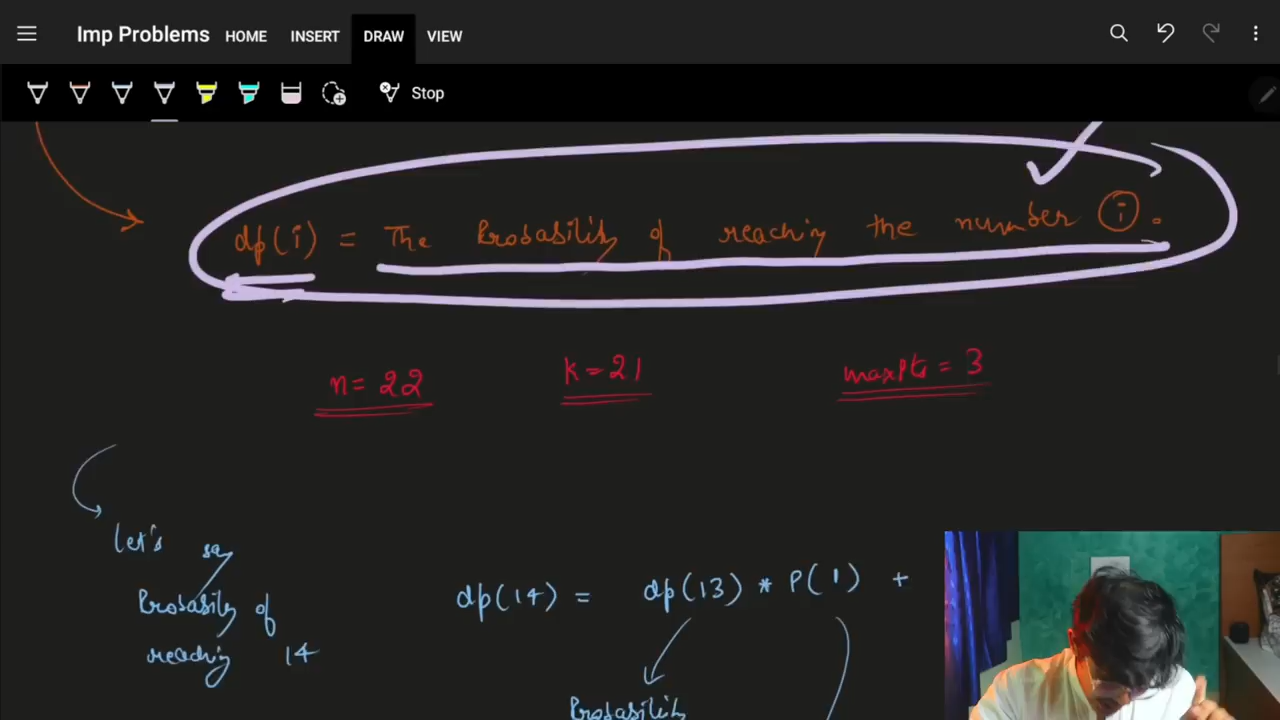 Imp Problems HOME INSERT DRAW VIEW
Stop
dp(i) = The Probability of reaching the number i.
n = 22 k = 21 maxPts = 3
Let's say
Probability of
reaching 14
dp(14) = dp(13) * P(1) +
Probability